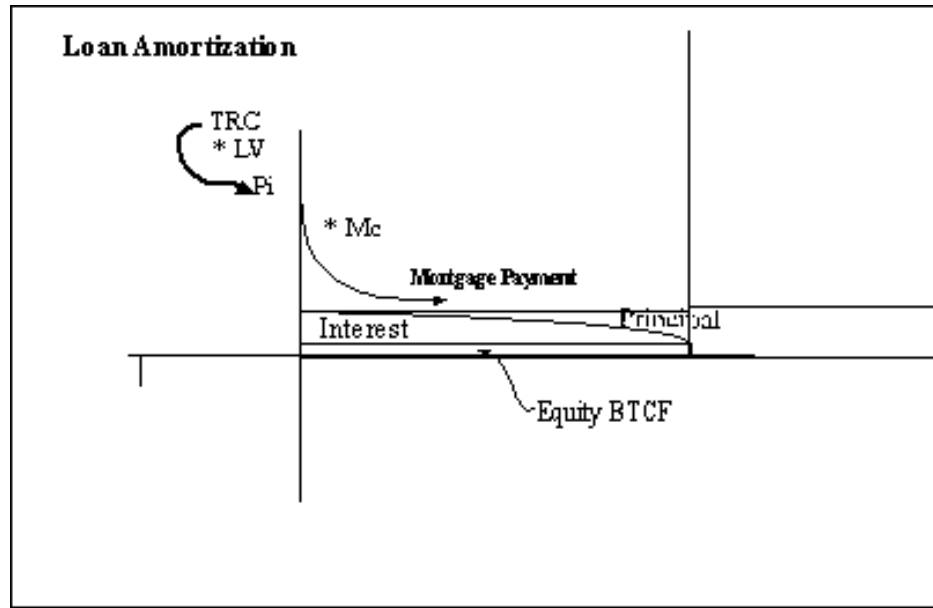 Loan Amortization
TRC
* LV
Pi
* Mc
Mortgage Payment
Principal
Interest
Equity BTCF